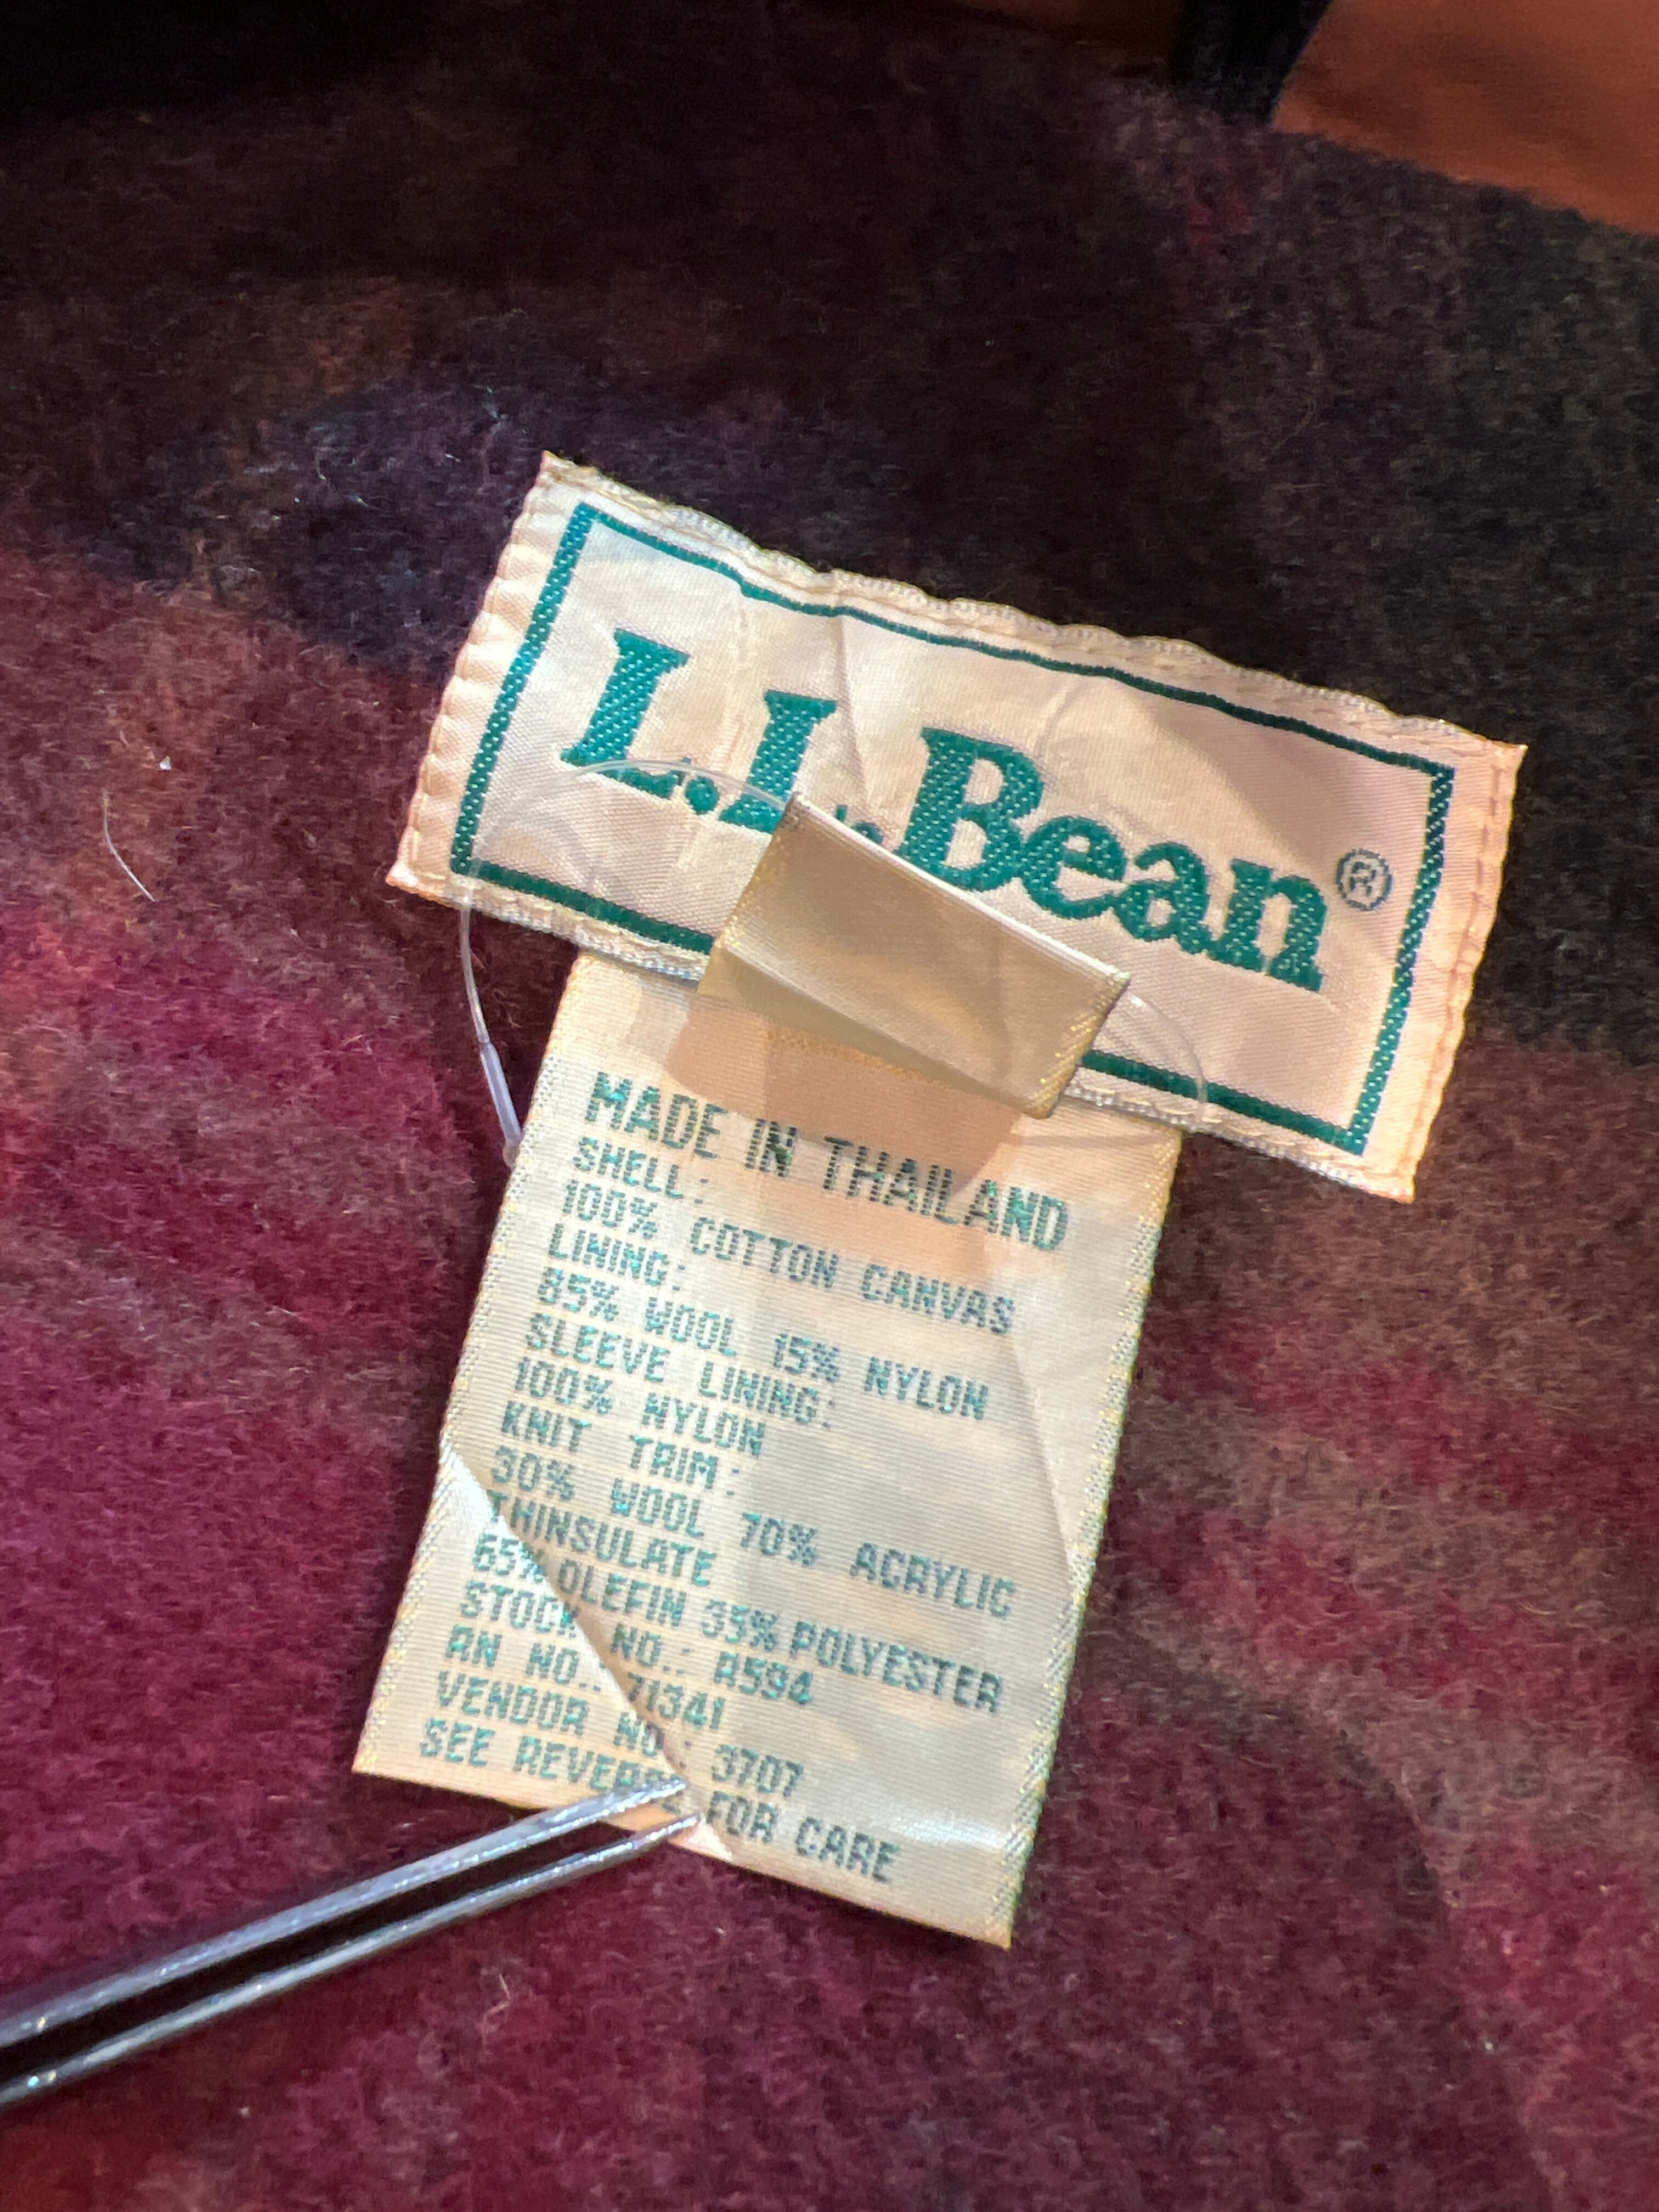 L.L.Bean®
MADE IN THAILAND
SHELL:
100% COTTON CANVAS
LINING:
85% WOOL 15% NYLON
SLEEVE LINING:
100% NYLON
KNIT TRIM:
30% WOOL 70% ACRYLIC
THINSULATE
65% OLEFIN 35% POLYESTER
STOCK NO.: A594
RN NO.: 71341
VENDOR NO.: 3707
SEE REVERSE FOR CARE